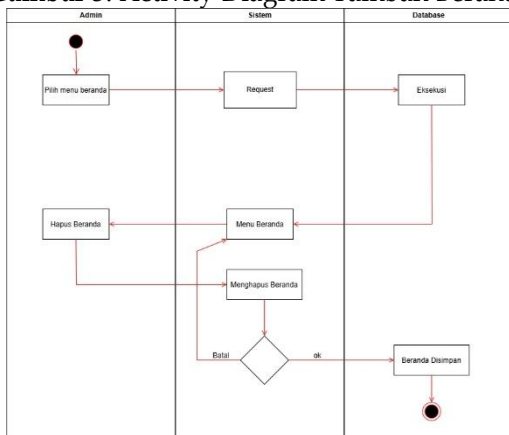 Admin Sistem Database
Pilih menu beranda
Request
Eksekusi
Hapus Beranda
Menu Beranda
Menghapus Beranda
Batal
ok
Beranda Disimpan